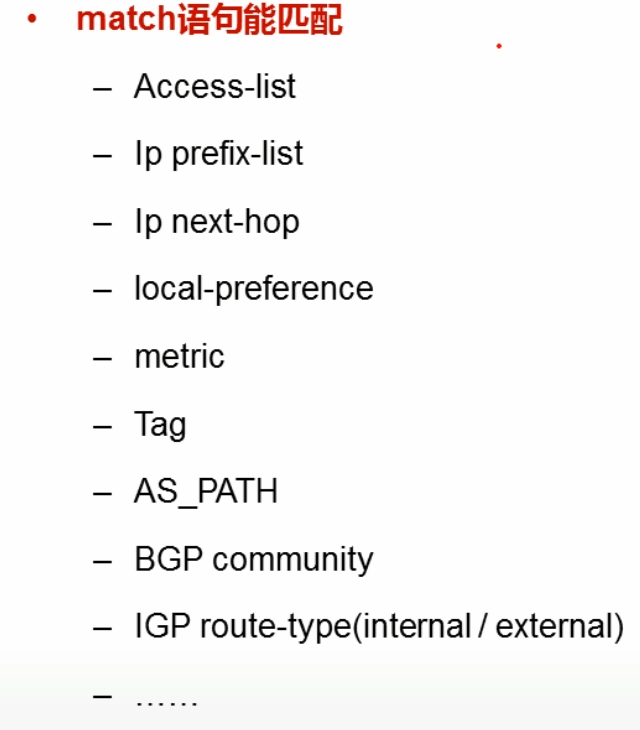 • match语句能匹配
– Access-list
– Ip prefix-list
– Ip next-hop
– local-preference
– metric
– Tag
– AS_PATH
– BGP community
– IGP route-type(internal / external)
– ……